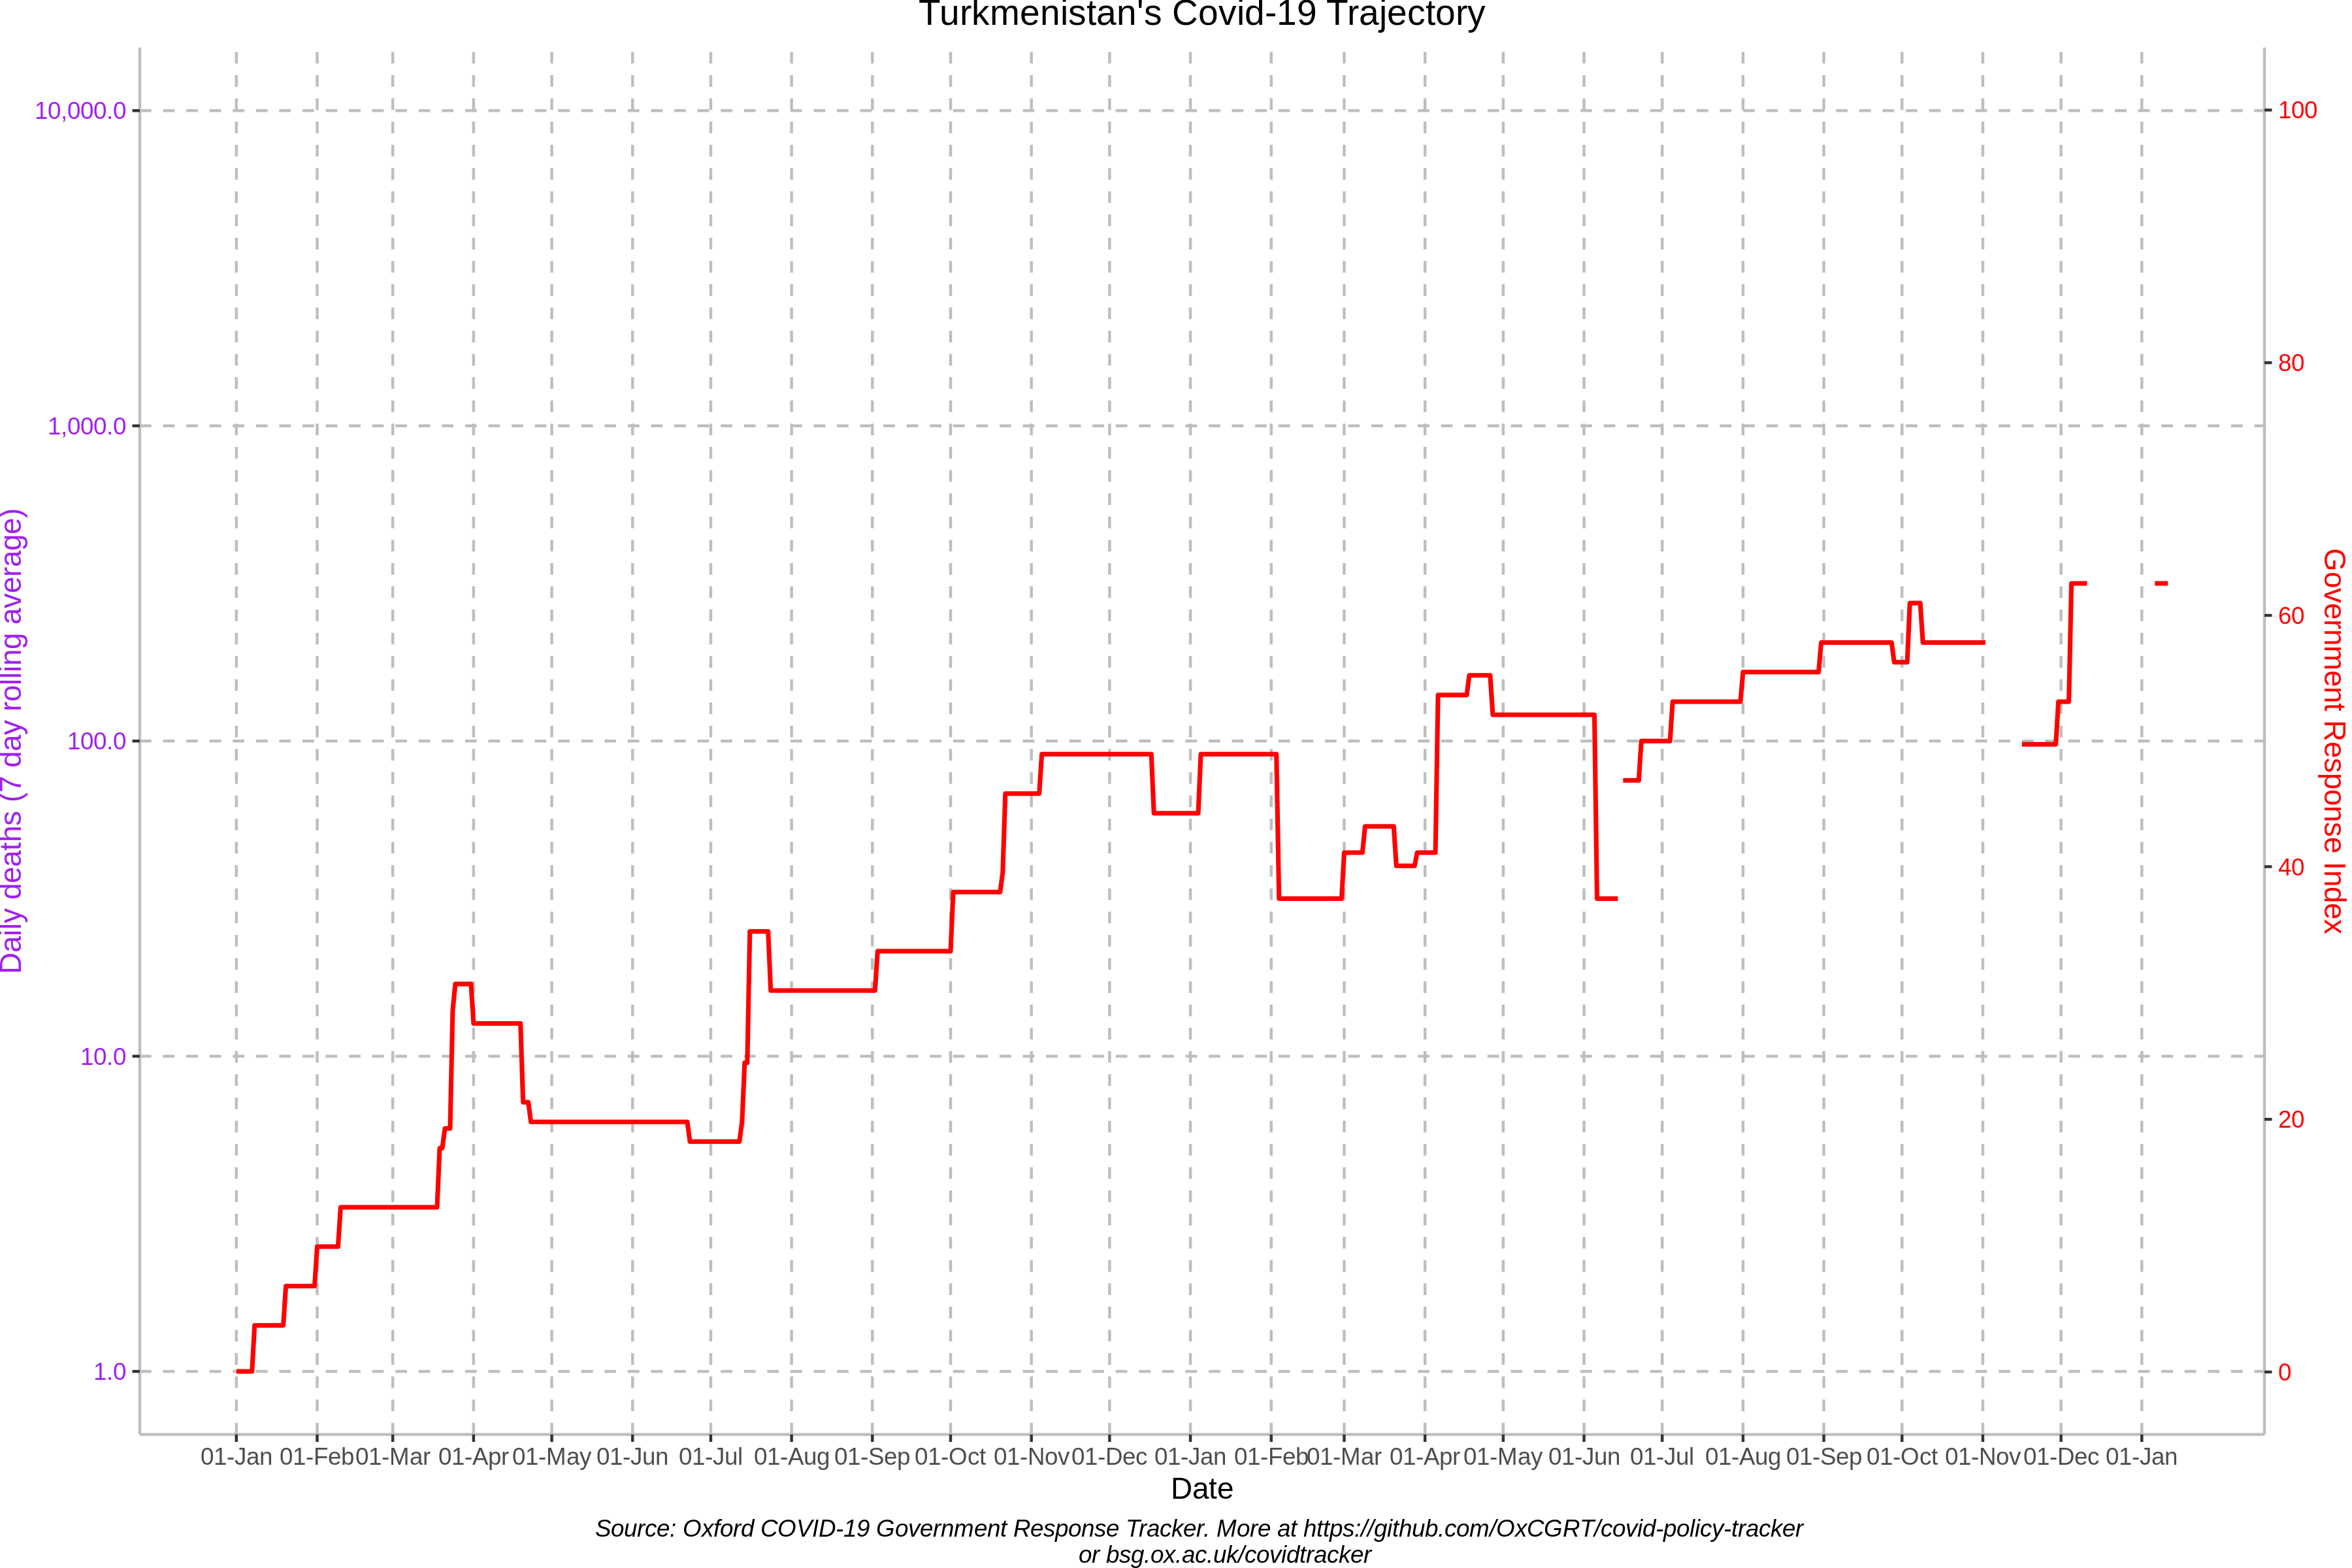 Turkmenistan's Covid-19 Trajectory
10,000.0
1,000.0
100.0
10.0
1.0
Daily deaths (7 day rolling average)
100
80
60
40
20
0
Government Response Index
01-Jan 01-Feb 01-Mar 01-Apr 01-May 01-Jun 01-Jul 01-Aug 01-Sep 01-Oct 01-Nov 01-Dec 01-Jan 01-Feb 01-Mar 01-Apr 01-May 01-Jun 01-Jul 01-Aug 01-Sep 01-Oct 01-Nov 01-Dec 01-Jan
Date
Source: Oxford COVID-19 Government Response Tracker. More at https://github.com/OxCGRT/covid-policy-tracker
or bsg.ox.ac.uk/covidtracker